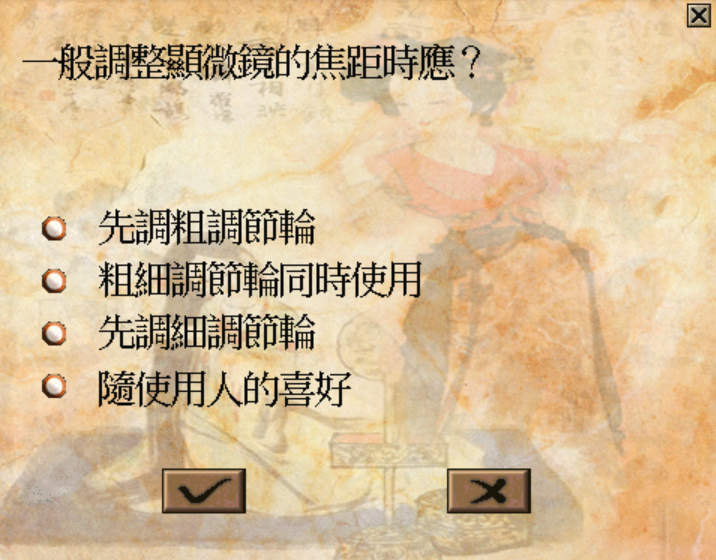 一般調整顯微鏡的焦距時應？
先調粗調節輪
粗細調節輪同時使用
先調細調節輪
隨使用人的喜好